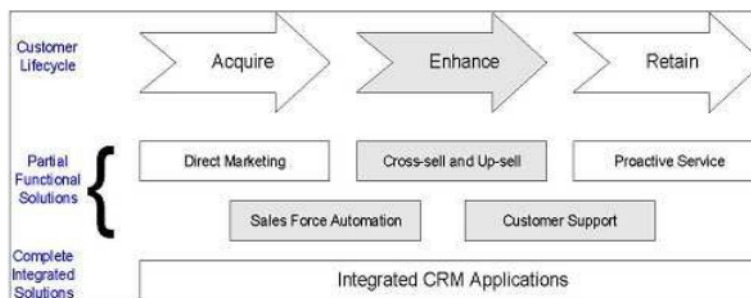 Customer
Lifecycle
Acquire
Enhance
Retain
Partial
Functional
Solutions
Direct Marketing
Cross-sell and Up-sell
Proactive Service
Sales Force Automation
Customer Support
Complete
Integrated
Solutions
Integrated CRM Applications